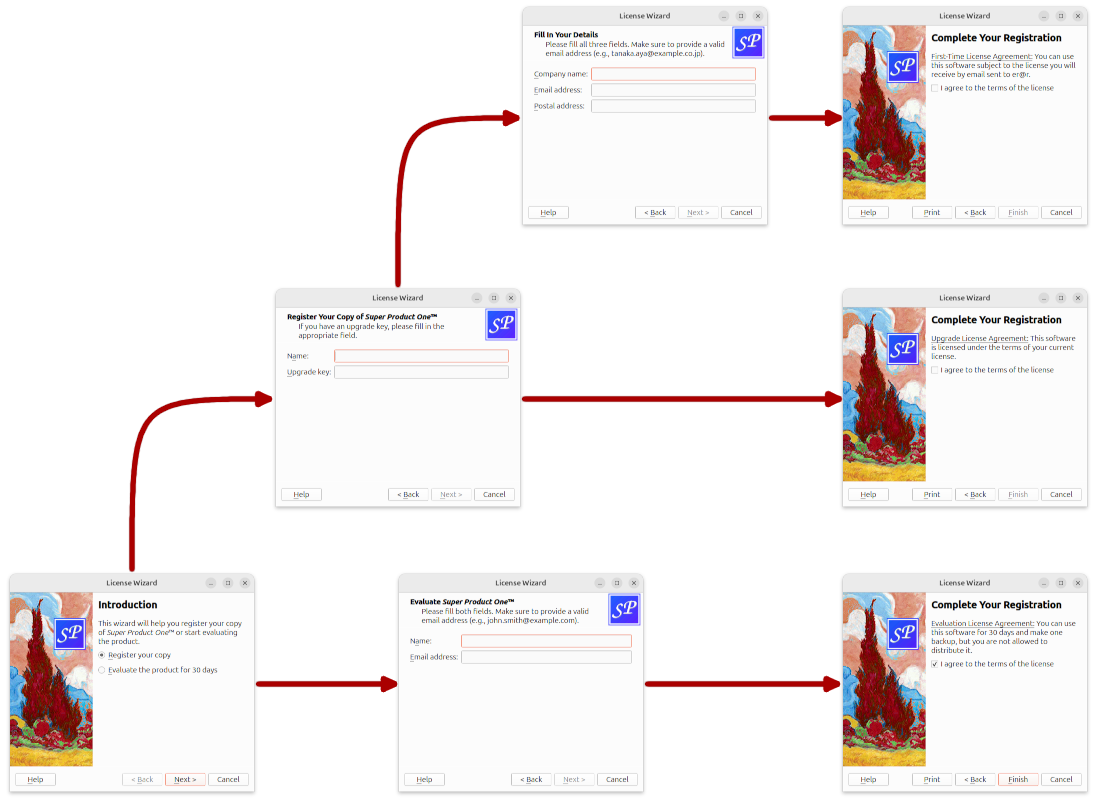 License Wizard
Fill In Your Details
Please fill all three fields. Make sure to provide a valid
email address (e.g., tanaka.aya@example.co.jp).
SP
Company name:
Email address:
Postal address:
Help
< Back
Next >
Cancel
License Wizard
SP
Complete Your Registration
First-Time License Agreement: You can use
this software subject to the license you will
receive by email sent to er@r.
I agree to the terms of the license
Help
Print
< Back
Finish
Cancel
License Wizard
Register Your Copy of Super Product One™
If you have an upgrade key, please fill in the
appropriate field.
SP
Name:
Upgrade key:
Help
< Back
Next >
Cancel
License Wizard
SP
Complete Your Registration
Upgrade License Agreement: This software
is licensed under the terms of your current
license.
I agree to the terms of the license
Help
Print
< Back
Finish
Cancel
License Wizard
SP
Introduction
This wizard will help you register your copy
of Super Product One™ or start evaluating
the product.
Register your copy
Evaluate the product for 30 days
Help
< Back
Next >
Cancel
License Wizard
Evaluate Super Product One™
Please fill both fields. Make sure to provide a valid
email address (e.g., john.smith@example.com).
SP
Name:
Email address:
Help
< Back
Next >
Cancel
License Wizard
SP
Complete Your Registration
Evaluation License Agreement: You can use
this software for 30 days and make one
backup, but you are not allowed to
distribute it.
I agree to the terms of the license
Help
Print
< Back
Finish
Cancel